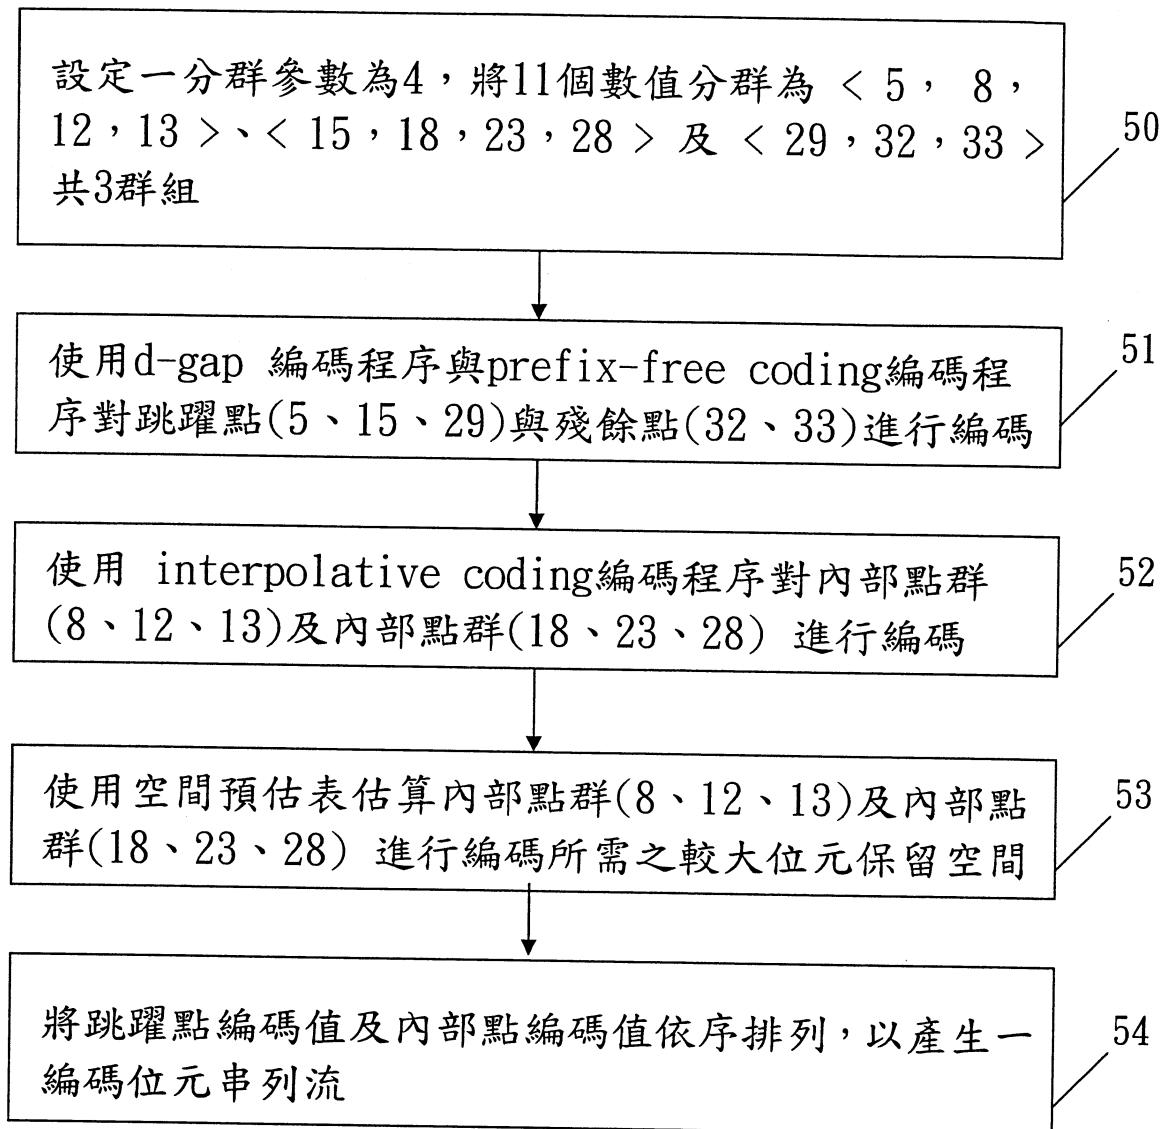 設定一分群參數為4，將11個數值分群為 < 5， 8，
12，13 >、< 15，18，23，28 > 及 < 29，32，33 >
共3群組
50
使用d-gap 編碼程序與prefix-free coding編碼程
序對跳躍點(5、15、29)與殘餘點(32、33)進行編碼
51
使用 interpolative coding編碼程序對內部點群
(8、12、13)及內部點群(18、23、28) 進行編碼
52
使用空間預估表估算內部點群(8、12、13)及內部點
群(18、23、28) 進行編碼所需之較大位元保留空間
53
將跳躍點編碼值及內部點編碼值依序排列，以產生一
編碼位元串列流
54